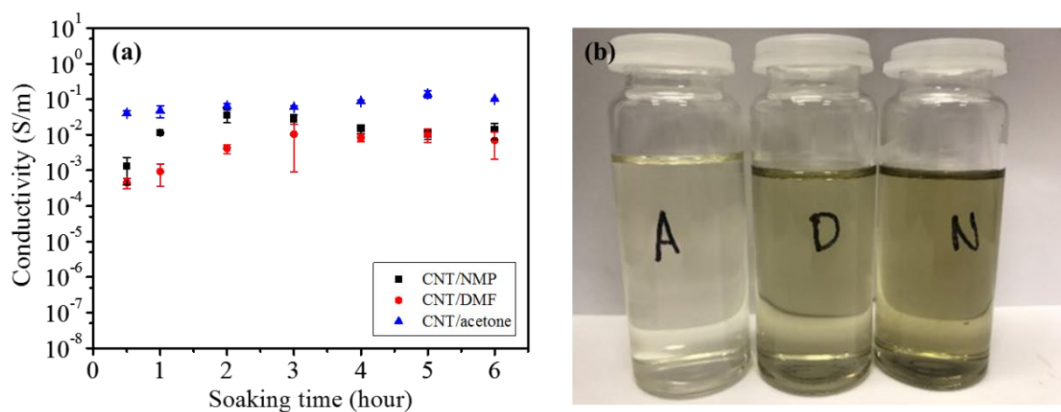 (a)
Conductivity (S/m)
10^1
10^0
10^-1
10^-2
10^-3
10^-4
10^-5
10^-6
10^-7
10^-8
0 1 2 3 4 5 6
Soaking time (hour)
CNT/NMP
CNT/DMF
CNT/acetone
(b)
A D N